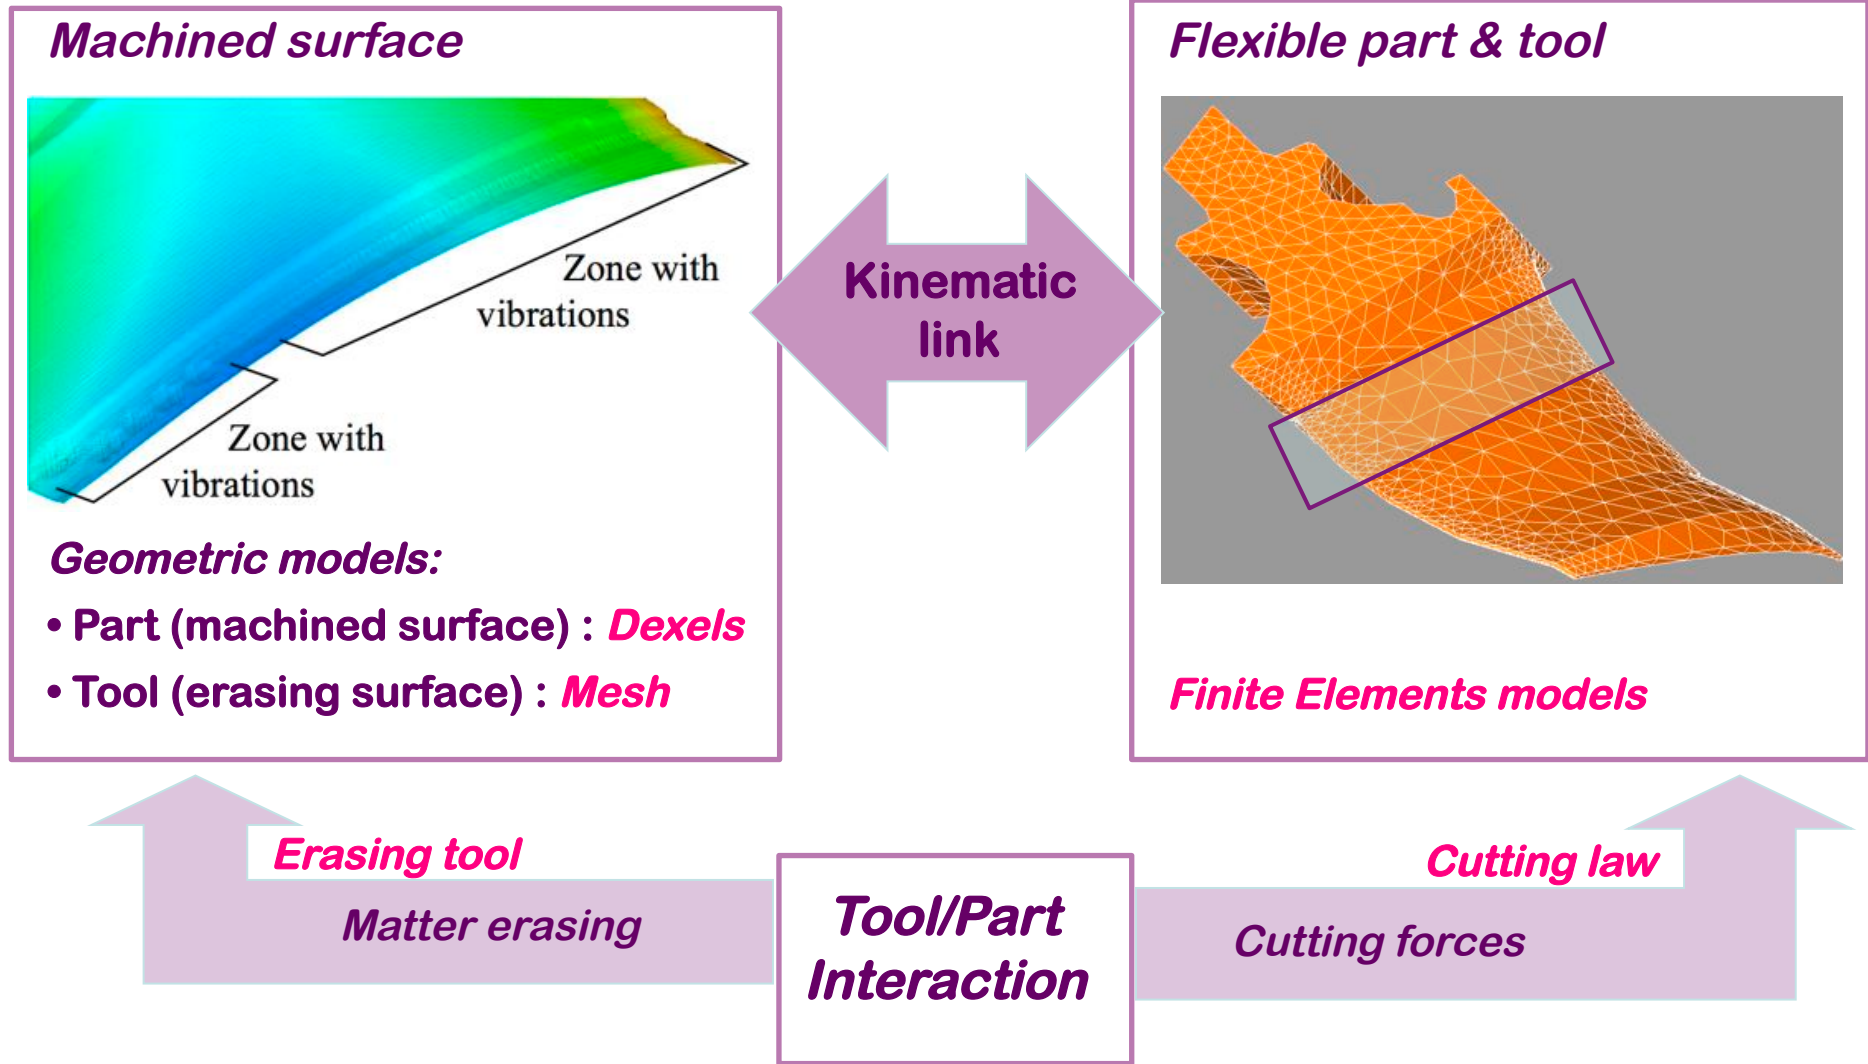 Machined surface
Zone with
vibrations
Zone with
vibrations
Geometric models:
• Part (machined surface) : Dexels
• Tool (erasing surface) : Mesh
Kinematic
link
Flexible part & tool
Finite Elements models
Erasing tool
Matter erasing
Tool/Part
Interaction
Cutting law
Cutting forces